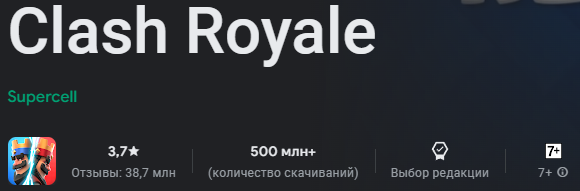 Clash Royale
Supercell
3,7★
Отзывы: 38,7 млн
500 млн+
(количество скачиваний)
Выбор редакции
7+
7+